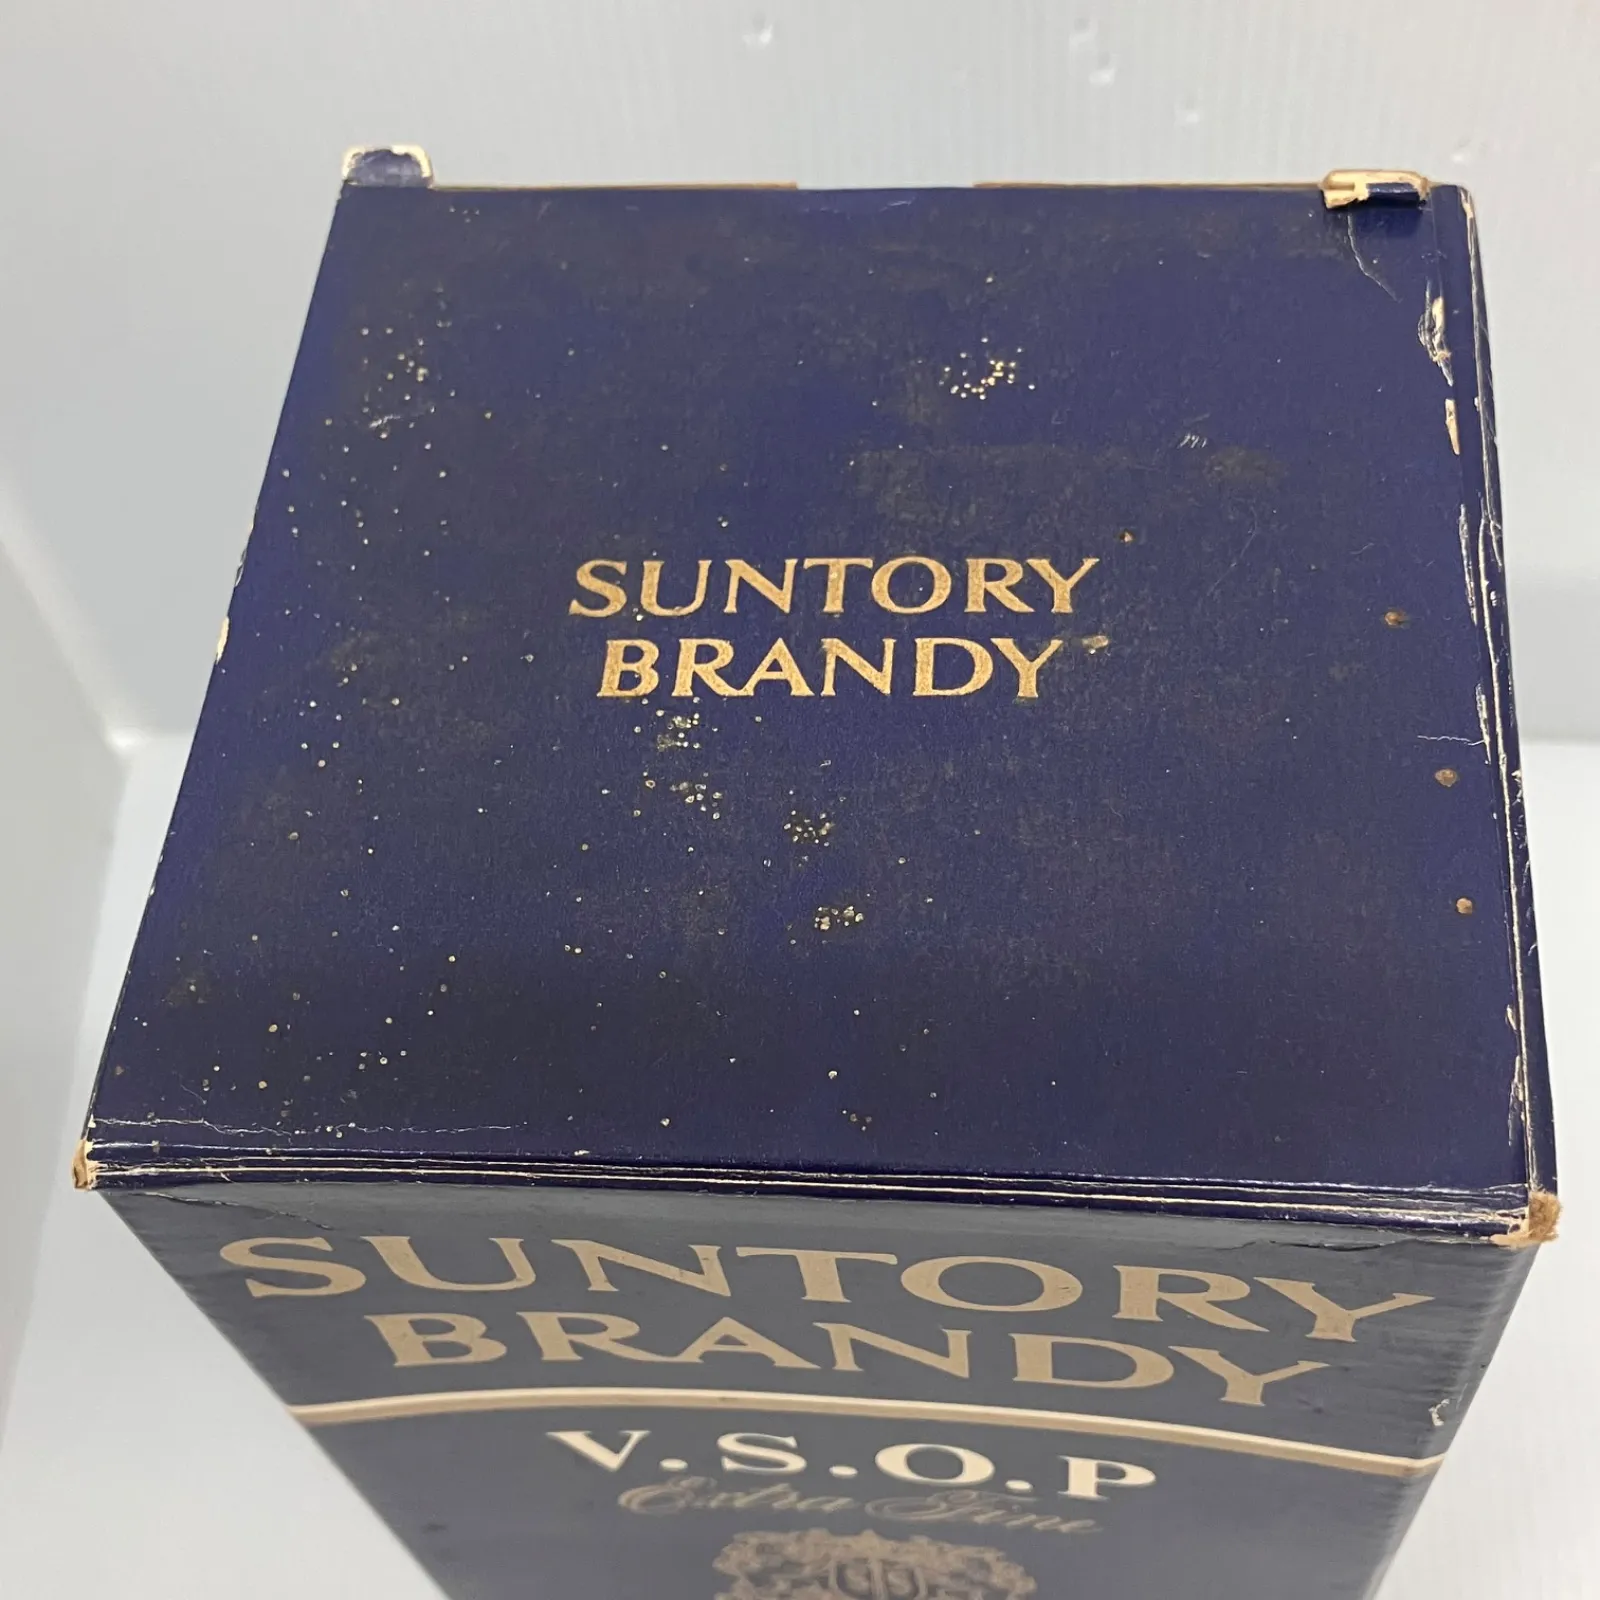 SUNTORY
BRANDY
SUNTORY
BRANDY
V.S.O.P
Extra Fine